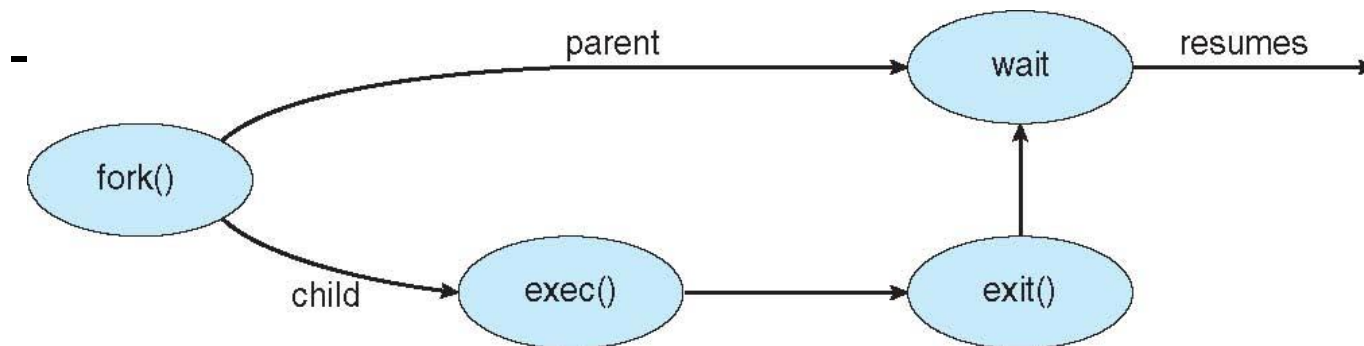 parent
resumes
wait
fork()
child
exec()
exit()